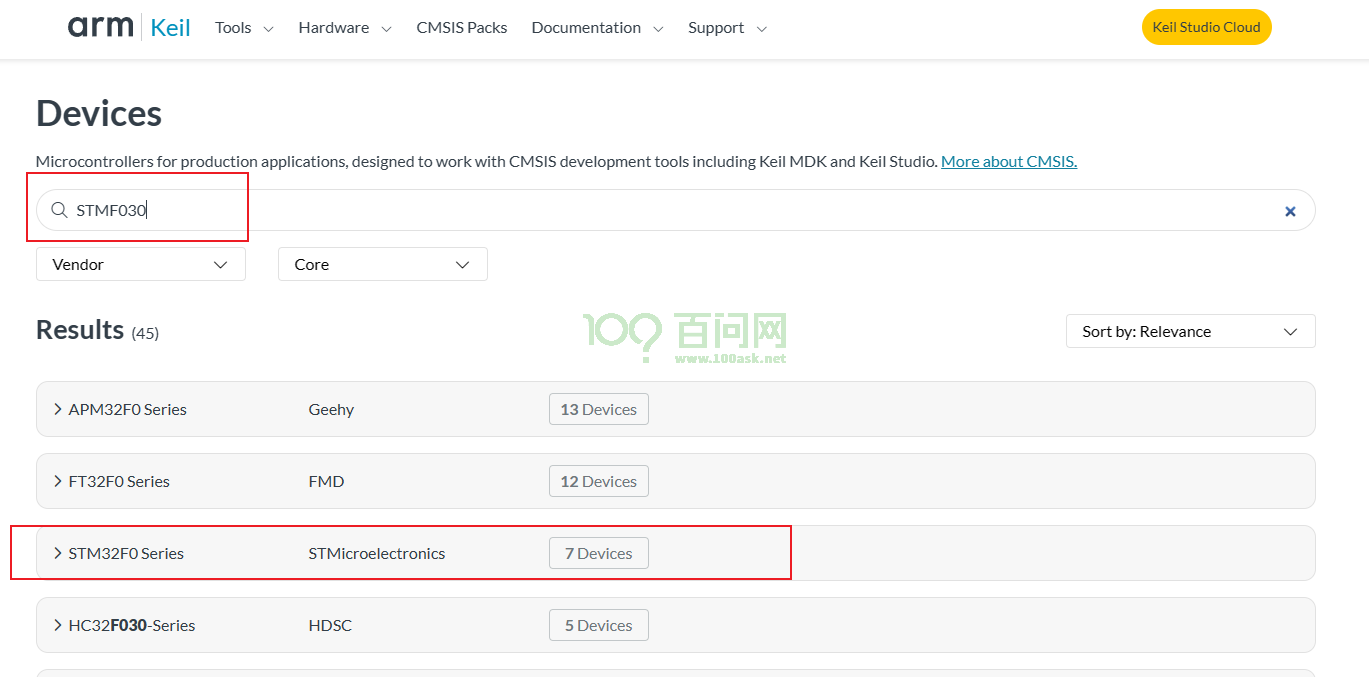 arm Keil Tools Hardware CMSIS Packs Documentation Support Keil Studio Cloud
Devices
Microcontrollers for production applications, designed to work with CMSIS development tools including Keil MDK and Keil Studio. More about CMSIS.
STMF030
Vendor Core
Results (45)
Sort by: Relevance
100? 百问网
www.100ask.net
APM32F0 Series Geehy 13 Devices
FT32F0 Series FMD 12 Devices
STM32F0 Series STMicroelectronics 7 Devices
HC32F030-Series HDSC 5 Devices